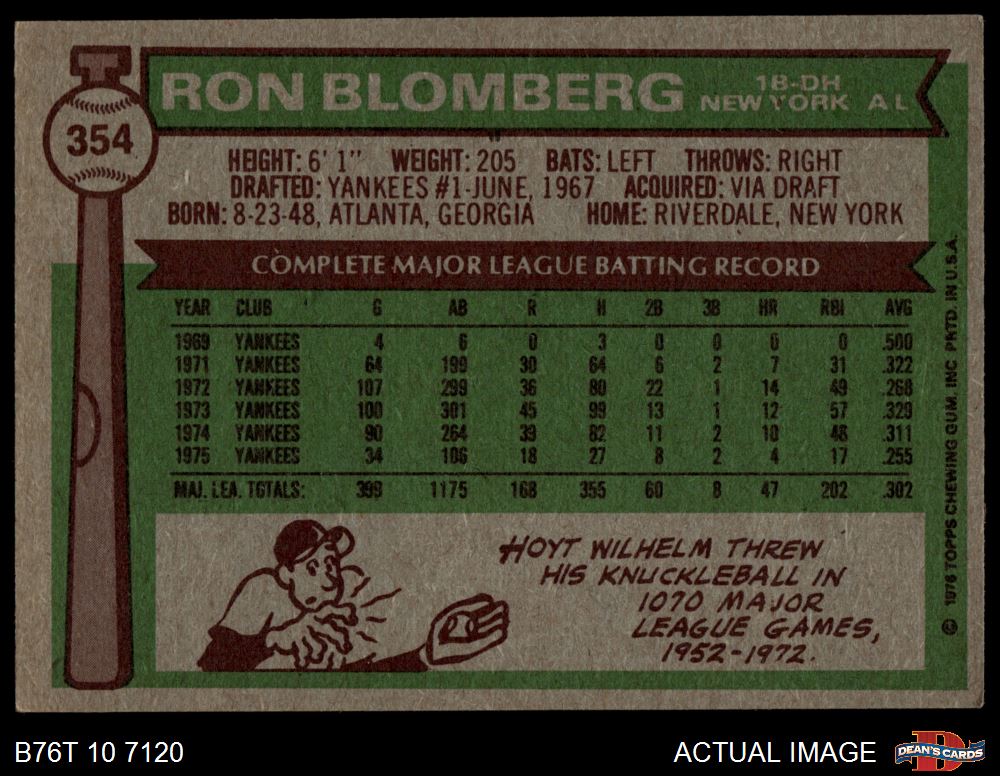 354
RON BLOMBERG
1B-DH
NEW YORK AL
HEIGHT: 6' 1" WEIGHT: 205 BATS: LEFT THROWS: RIGHT
DRAFTED: YANKEES #1-JUNE, 1967 ACQUIRED: VIA DRAFT
BORN: 8-23-48, ATLANTA, GEORGIA HOME: RIVERDALE, NEW YORK
COMPLETE MAJOR LEAGUE BATTING RECORD
YEAR CLUB G AB R H 2B 3B HR RBI AVG
1969 YANKEES 4 6 0 3 0 0 0 0 .500
1971 YANKEES 64 199 30 64 6 2 7 31 .322
1972 YANKEES 107 299 36 80 22 1 14 49 .268
1973 YANKEES 100 301 45 99 13 1 12 57 .329
1974 YANKEES 90 264 39 82 11 2 10 48 .311
1975 YANKEES 34 106 18 27 8 2 4 17 .255
MAJ. LEA. TOTALS: 399 1175 168 355 60 8 47 202 .302
HOYT WILHELM THREW
HIS KNUCKLEBALL IN
1070 MAJOR
LEAGUE GAMES,
1952-1972.
© 1976 TOPPS CHEWING GUM, INC PRTD. IN U.S.A.
B76T 10 7120
ACTUAL IMAGE
DEAN'S CARDS